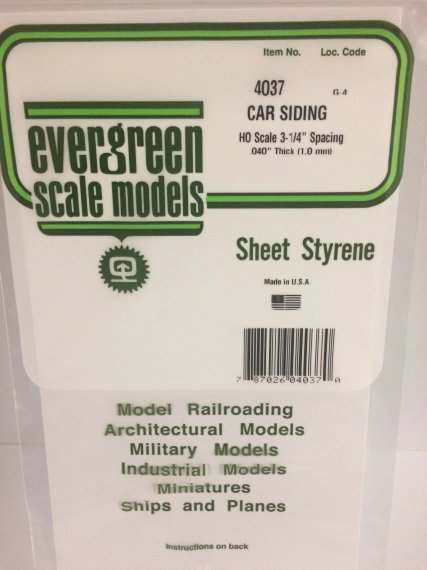 Item No. Loc. Code
4037 G-4
CAR SIDING
HO Scale 3-1/4" Spacing
.040" Thick (1.0 mm)
evergreen
scale models
Sheet Styrene
Made in U.S.A.
7 87026 04037 0
Model Railroading
Architectural Models
Military Models
Industrial Models
Miniatures
Ships and Planes
Instructions on back